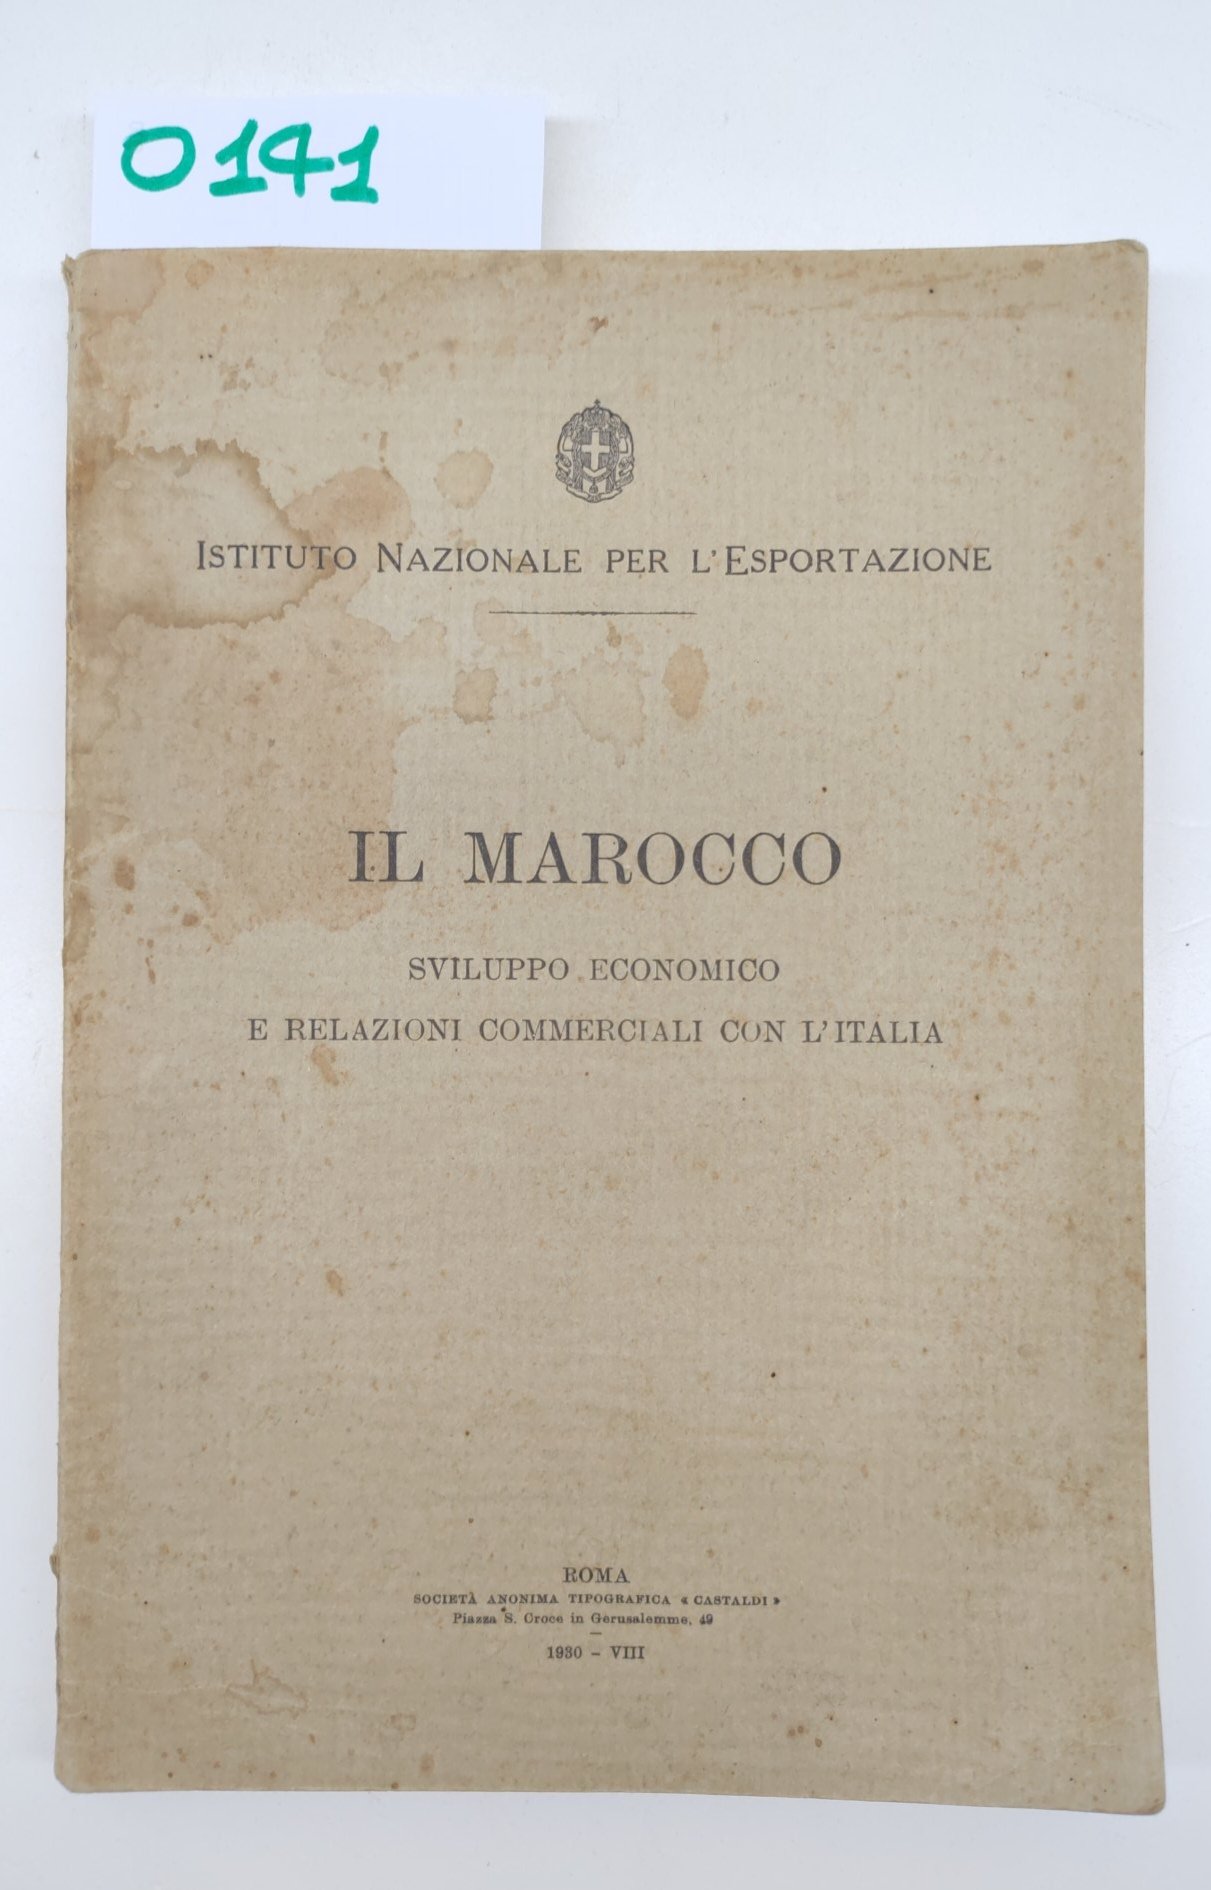 0141
ISTITUTO NAZIONALE PER L'ESPORTAZIONE
IL MAROCCO
SVILUPPO ECONOMICO
E RELAZIONI COMMERCIALI CON L'ITALIA
ROMA
SOCIETÀ ANONIMA TIPOGRAFICA « CASTALDI »
Piazza S. Croce in Gerusalemme, 49
1930 - VIII